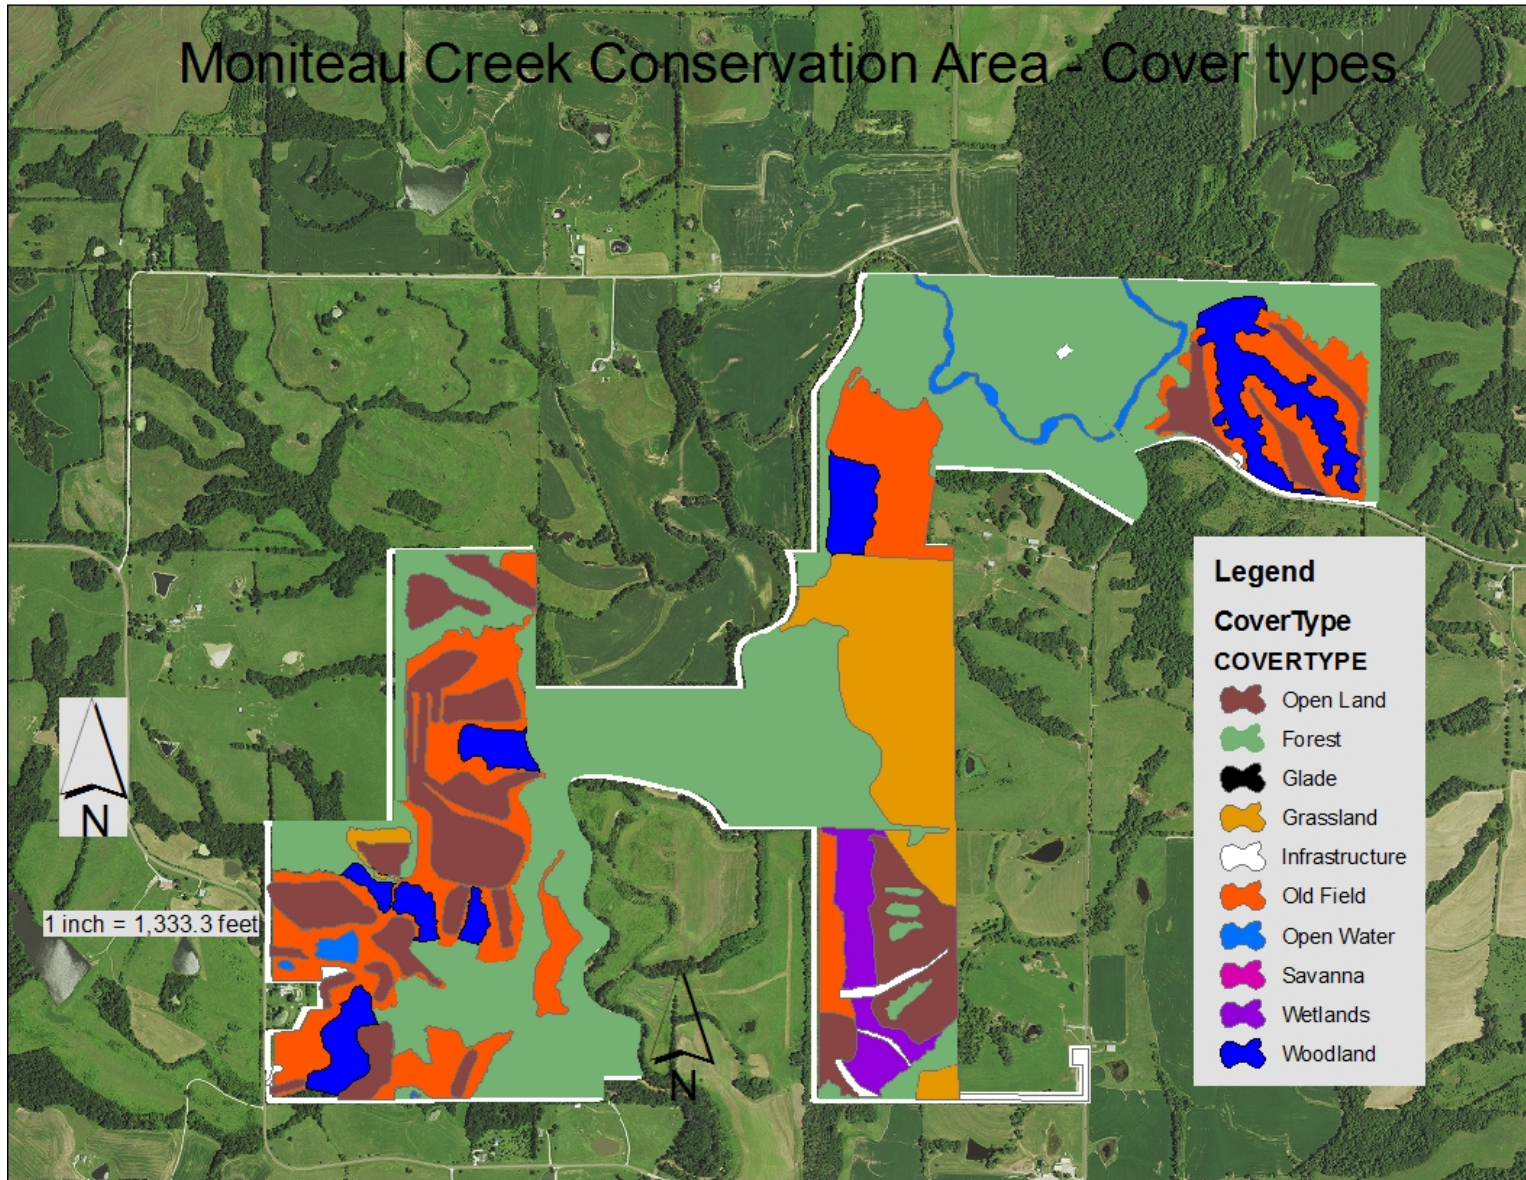 Moniteau Creek Conservation Area - Cover types
Legend
CoverType
COVERTYPE
Open Land
Forest
Glade
Grassland
Infrastructure
Old Field
Open Water
Savanna
Wetlands
Woodland
N
1 inch = 1,333.3 feet
N